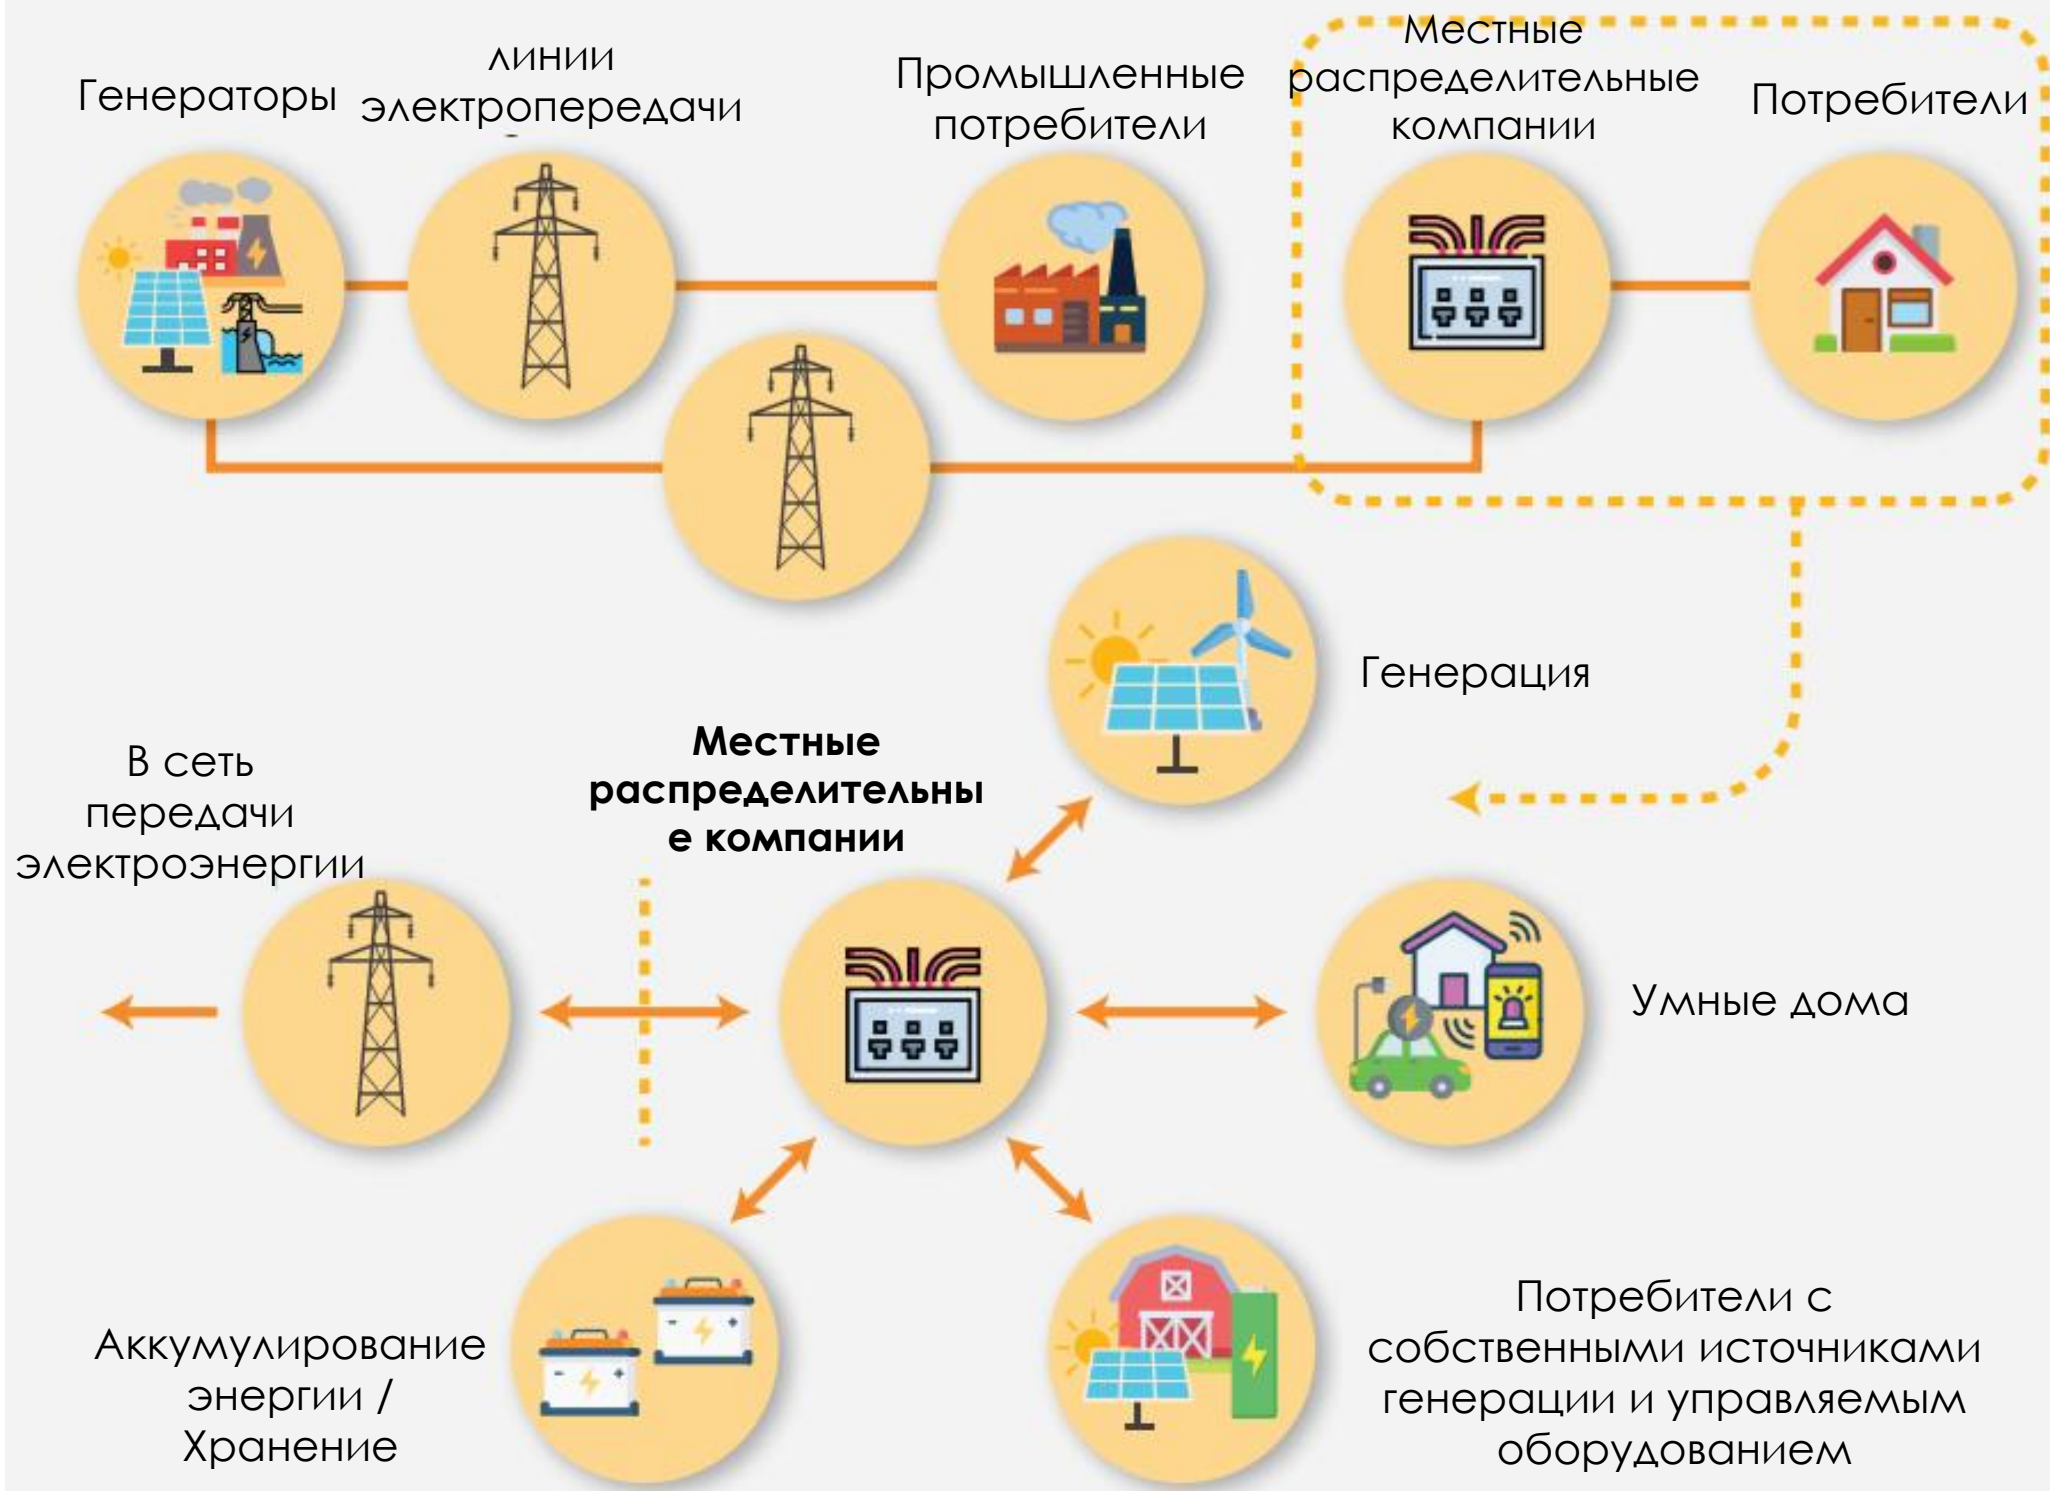 Генераторы
линии
электропередачи
Промышленные
потребители
Местные
распределительные
компании
Потребители
Генерация
Местные
распределительны
е компании
В сеть
передачи
электроэнергии
Умные дома
Аккумулирование
энергии /
Хранение
Потребители с
собственными источниками
генерации и управляемым
оборудованием